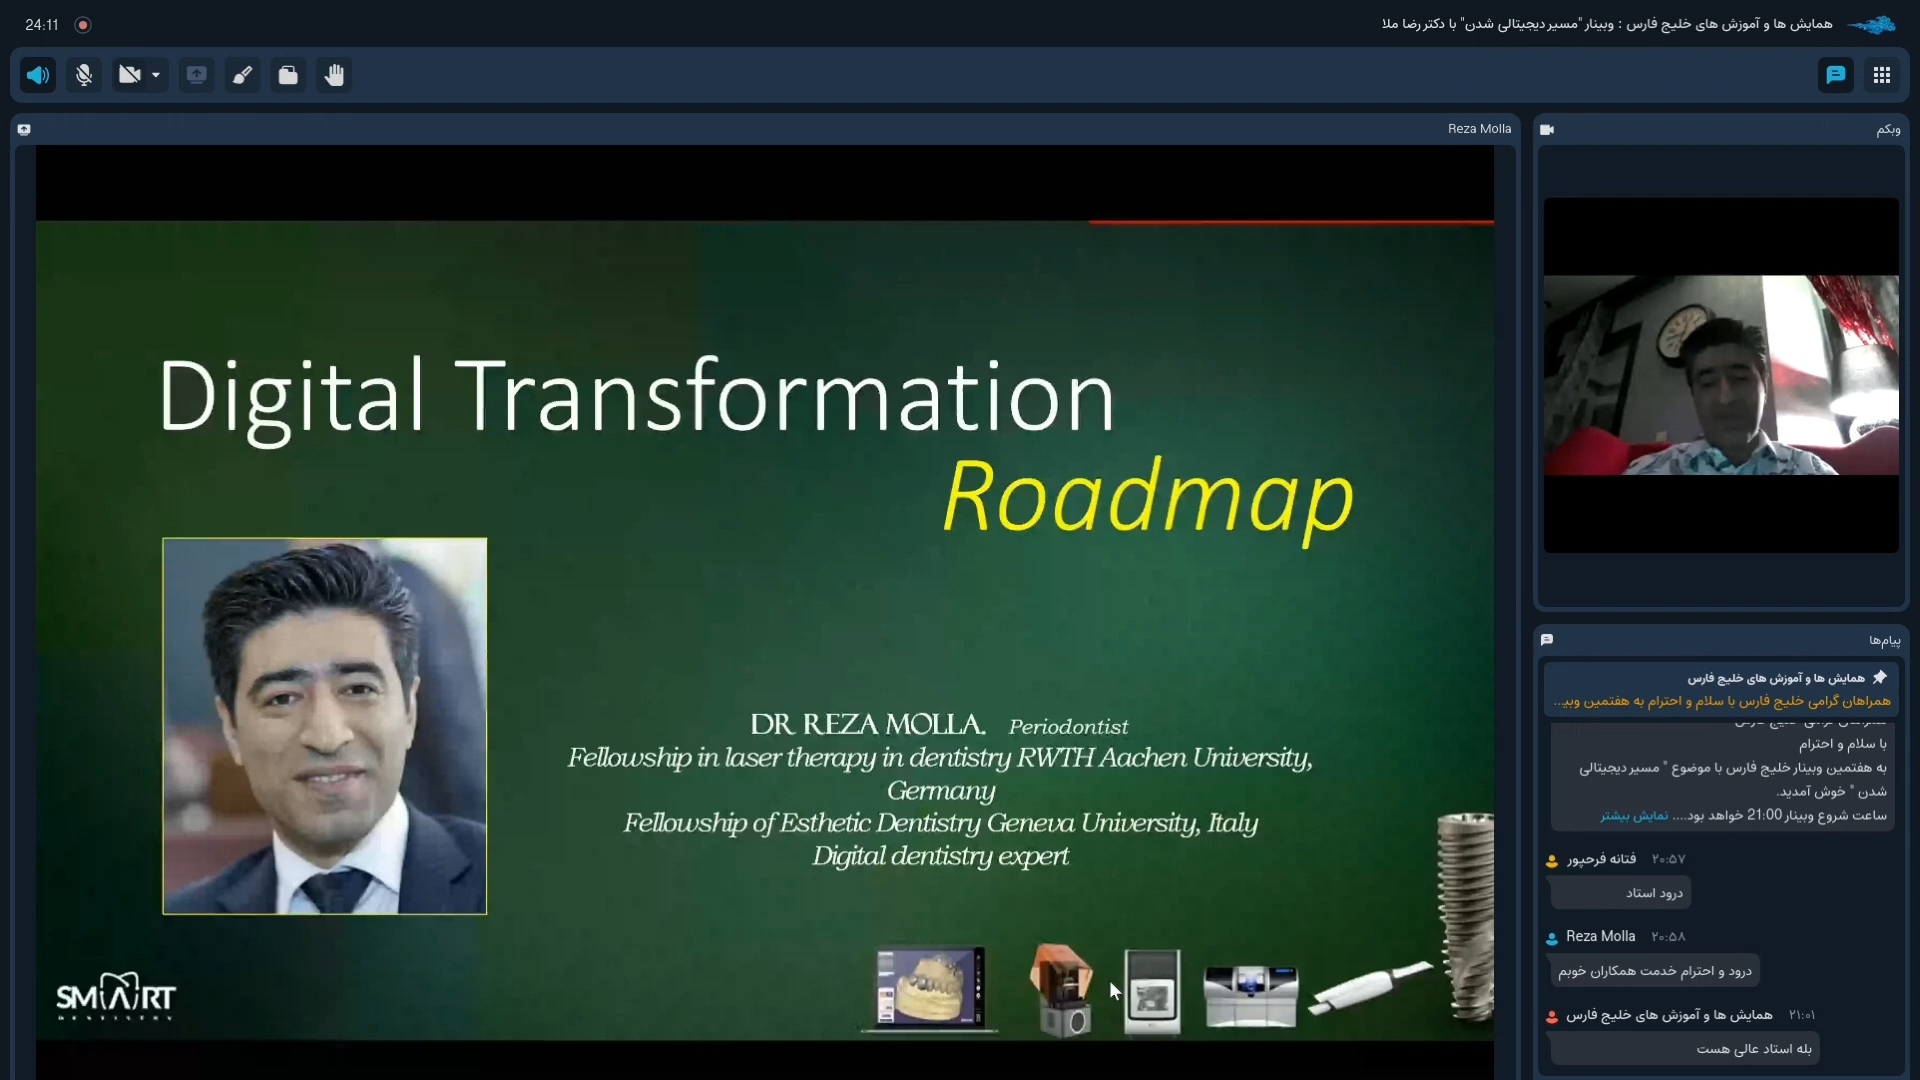 24:11
همایش ها و آموزش های خلیج فارس : وبینار "مسیر دیجیتالی شدن" با دکتر رضا ملا
Reza Molla
Digital Transformation
Roadmap
DR REZA MOLLA. Periodontist
Fellowship in laser therapy in dentistry RWTH Aachen University,
Germany
Fellowship of Esthetic Dentistry Geneva University, Italy
Digital dentistry expert
SMART
DENTISTRY
وبکم
پیام‌ها
همایش ها و آموزش های خلیج فارس
همراهان گرامی خلیج فارس با سلام و احترام به هفتمین وبی...
همراهان گرامی خلیج فارس
با سلام و احترام
به هفتمین وبینار خلیج فارس با موضوع " مسیر دیجیتالی
شدن " خوش آمدید.
ساعت شروع وبینار 21:00 خواهد بود.... نمایش بیشتر
فتانه فرحپور ۲۰:۵۷
درود استاد
Reza Molla ۲۰:۵۸
درود و احترام خدمت همکاران خوبم
همایش ها و آموزش های خلیج فارس ۲۱:۰۱
بله استاد عالی هست